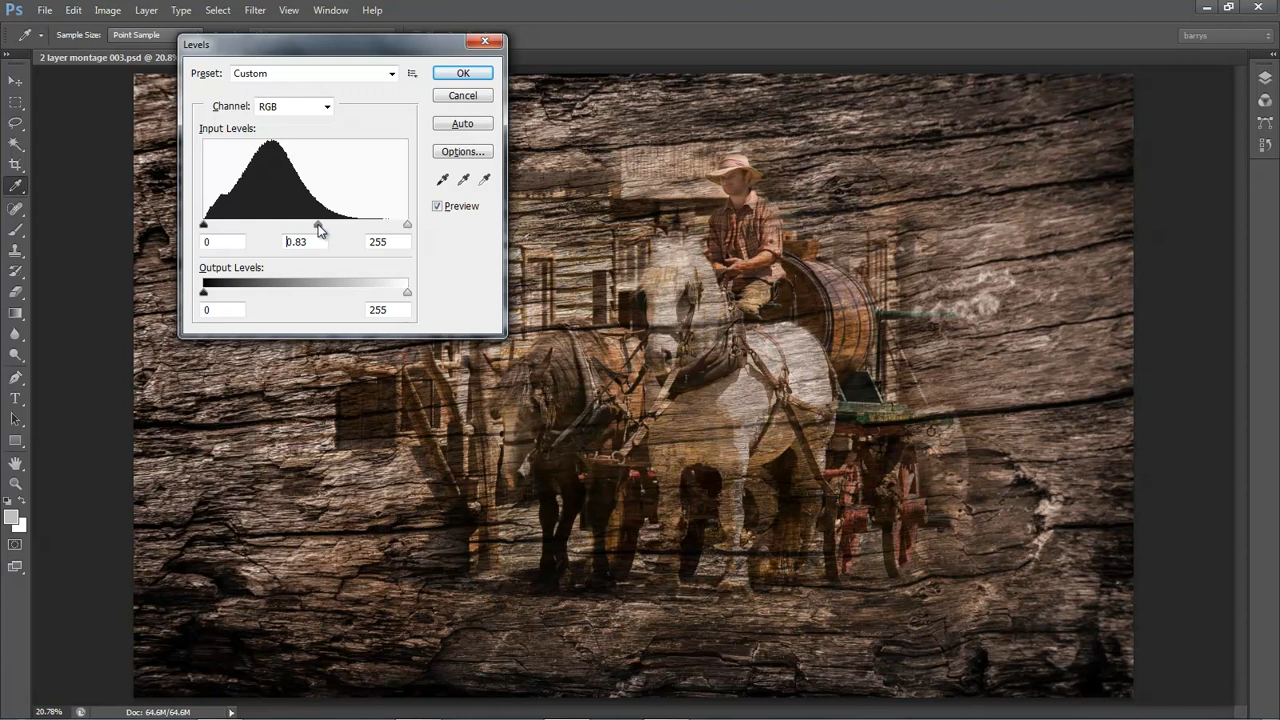 Ps File Edit Image Layer Type Select Filter View Window Help
Sample Size: Point Sample barrys
2 layer montage 003.psd @ 20.8%
Levels
Preset: Custom OK
Cancel
Channel: RGB
Auto
Input Levels:
Options...
Preview
0 0.83 255
Output Levels:
0 255
T
20.78% Doc: 64.6M/64.6M